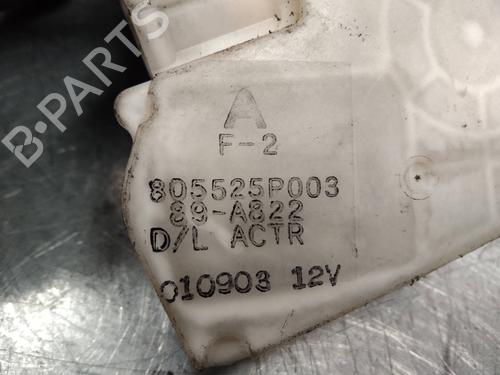 A
F-2
805525P003
89-A822
D/L ACTR
010903 12V
B-PARTS